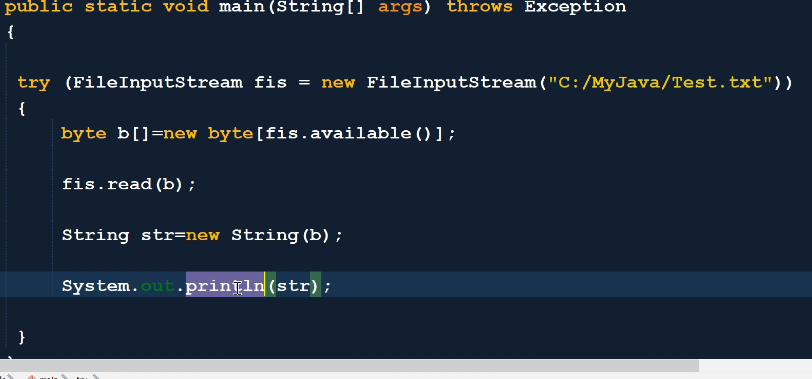 public static void main(String[] args) throws Exception
{
try (FileInputStream fis = new FileInputStream("C:/MyJava/Test.txt"))
{
byte b[]=new byte[fis.available()];
fis.read(b);
String str=new String(b);
System.out.println(str);
}